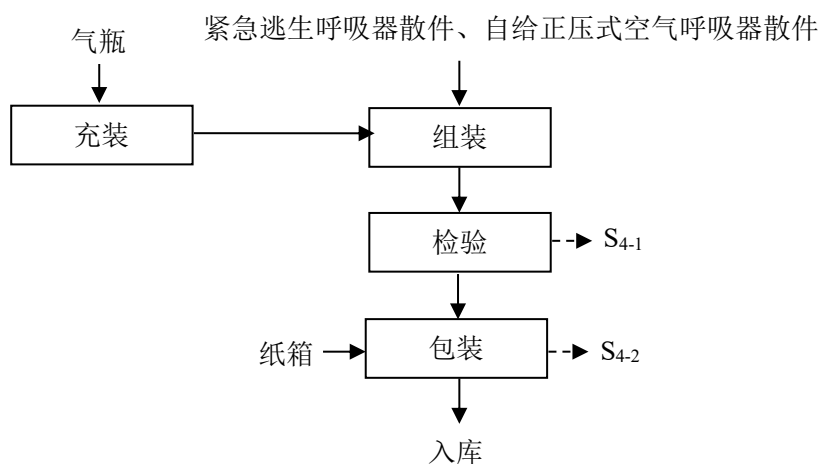 紧急逃生呼吸器散件、自给正压式空气呼吸器散件
气瓶
充装
组装
检验
S4-1
包装
纸箱
S4-2
入库